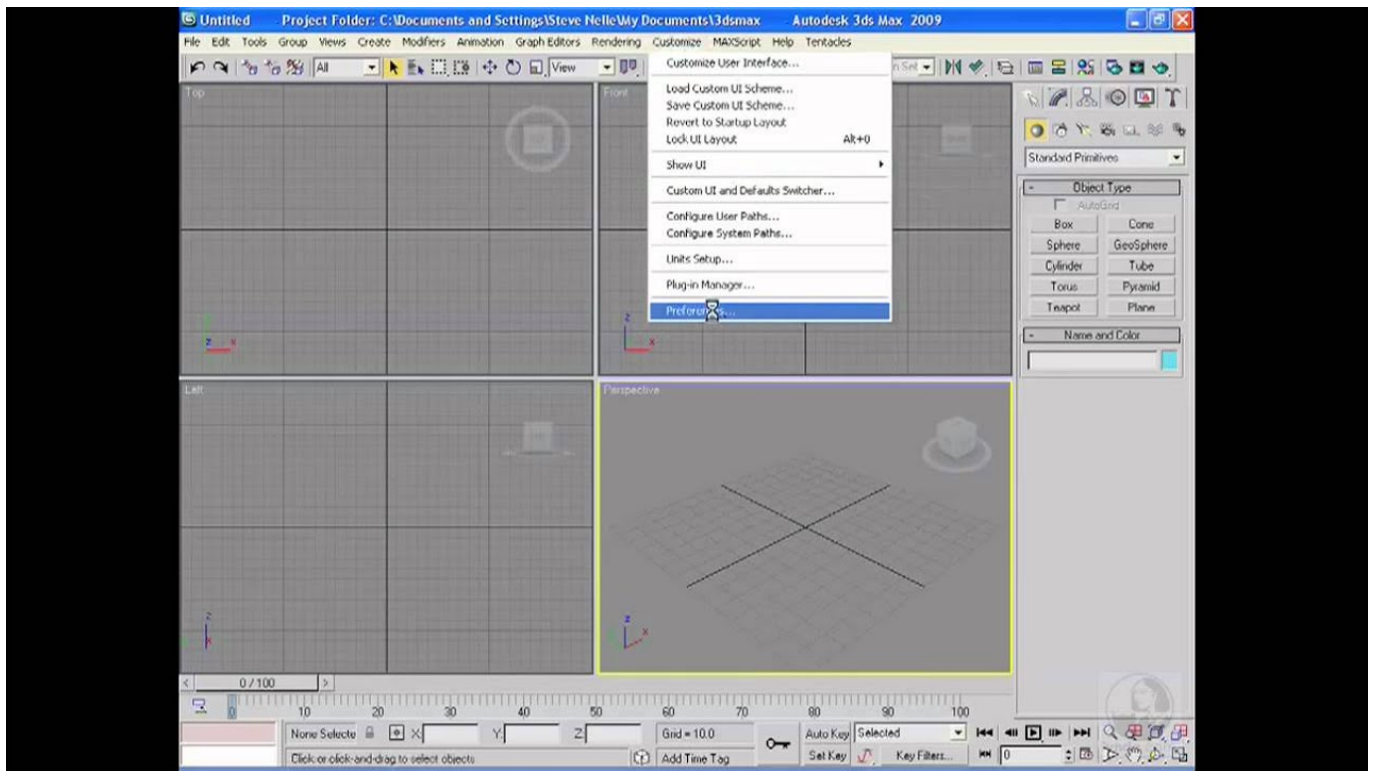 Untitled - Project Folder: C:\Documents and Settings\Steve Nelle\My Documents\3dsmax - Autodesk 3ds Max 2009
File Edit Tools Group Views Create Modifiers Animation Graph Editors Rendering Customize MAXScript Help Tentacles
All View
Customize User Interface...
Load Custom UI Scheme...
Save Custom UI Scheme...
Revert to Startup Layout
Lock UI Layout Alt+0
Show UI
Custom UI and Defaults Switcher...
Configure User Paths...
Configure System Paths...
Units Setup...
Plug-in Manager...
Top
Front
z x
z x
Left
Perspective
z
x
z x
Standard Primitives
- Object Type
AutoGrid
Box Cone
Sphere GeoSphere
Cylinder Tube
Torus Pyramid
Teapot Plane
- Name and Color
< 0 / 100 >
0 10 20 30 40 50 60 70 80 90 100
None Selecte X: Y: Z: Grid = 10.0 Auto Key Selected
Click or click-and-drag to select objects Add Time Tag Set Key Key Filters... 0